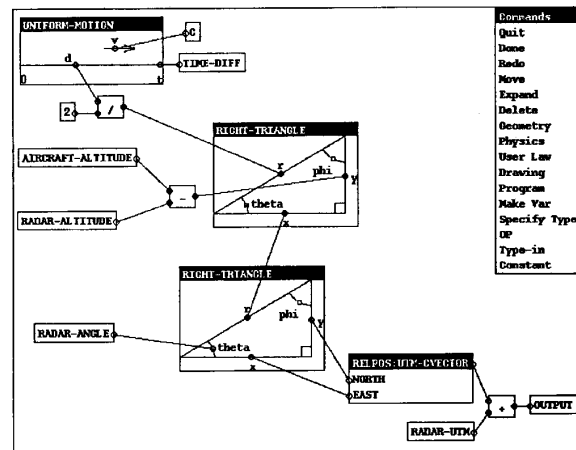 UNIFORM-MOTION
v
C
d
TIME-DIFF
0
t
2
/
RIGHT-TRIANGLE
r
phi
y
theta
x
AIRCRAFT-ALTITUDE
-
RADAR-ALTITUDE
RIGHT-TRIANGLE
r
phi
y
theta
x
RADAR-ANGLE
RELPOS:UTM-GVECTOR
NORTH
EAST
+
OUTPUT
RADAR-UTM
Commands
Quit
Done
Redo
Move
Expand
Delete
Geometry
Physics
User Law
Drawing
Program
Make Var
Specify Type
OP
Type-in
Constant